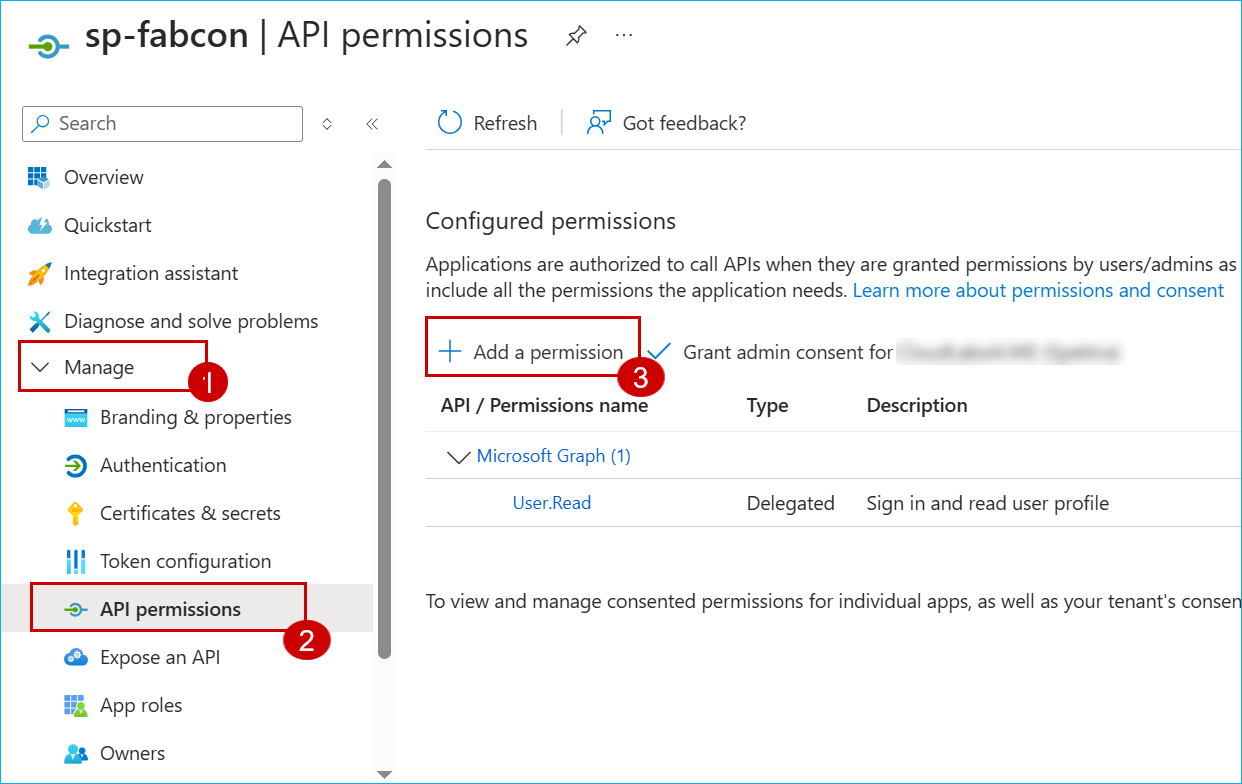 sp-fabcon | API permissions
Search
Refresh
Got feedback?
Overview
Quickstart
Integration assistant
Diagnose and solve problems
Manage
1
Branding & properties
Authentication
Certificates & secrets
Token configuration
API permissions
2
Expose an API
App roles
Owners
Configured permissions
Applications are authorized to call APIs when they are granted permissions by users/admins as
include all the permissions the application needs. Learn more about permissions and consent
Add a permission
3
Grant admin consent for
API / Permissions name Type Description
Microsoft Graph (1)
User.Read Delegated Sign in and read user profile
To view and manage consented permissions for individual apps, as well as your tenant's consen